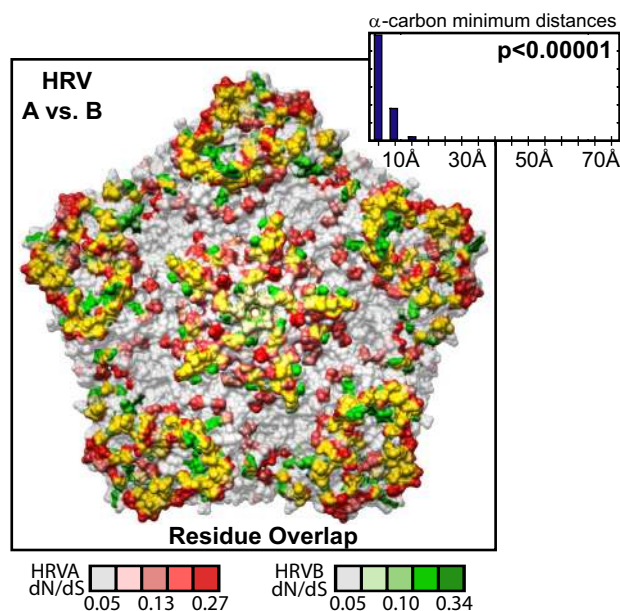 α-carbon minimum distances
p<0.00001
10Å 30Å 50Å 70Å
HRV
A vs. B
Residue Overlap
HRVA
dN/dS
0.05 0.13 0.27
HRVB
dN/dS
0.05 0.10 0.34